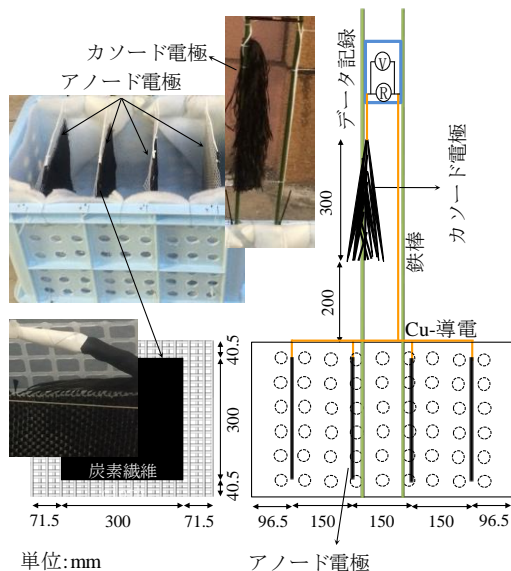 カソード電極
アノード電極
データ記録
V
R
300
カソード電極
鉄棒
200
Cu-導電
40.5
300
40.5
炭素繊維
71.5
300
71.5
96.5
150
150
150
96.5
アノード電極
単位:mm